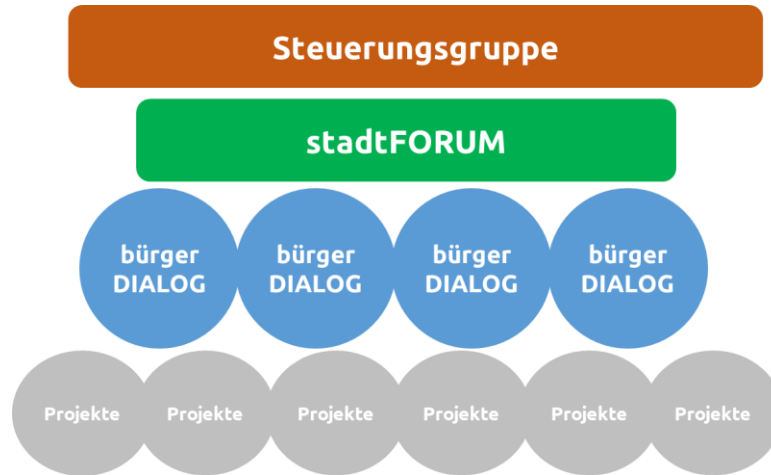 Steuerungsgruppe
stadtFORUM
bürger bürger bürger bürger
DIALOG DIALOG DIALOG DIALOG
Projekte Projekte Projekte Projekte Projekte Projekte